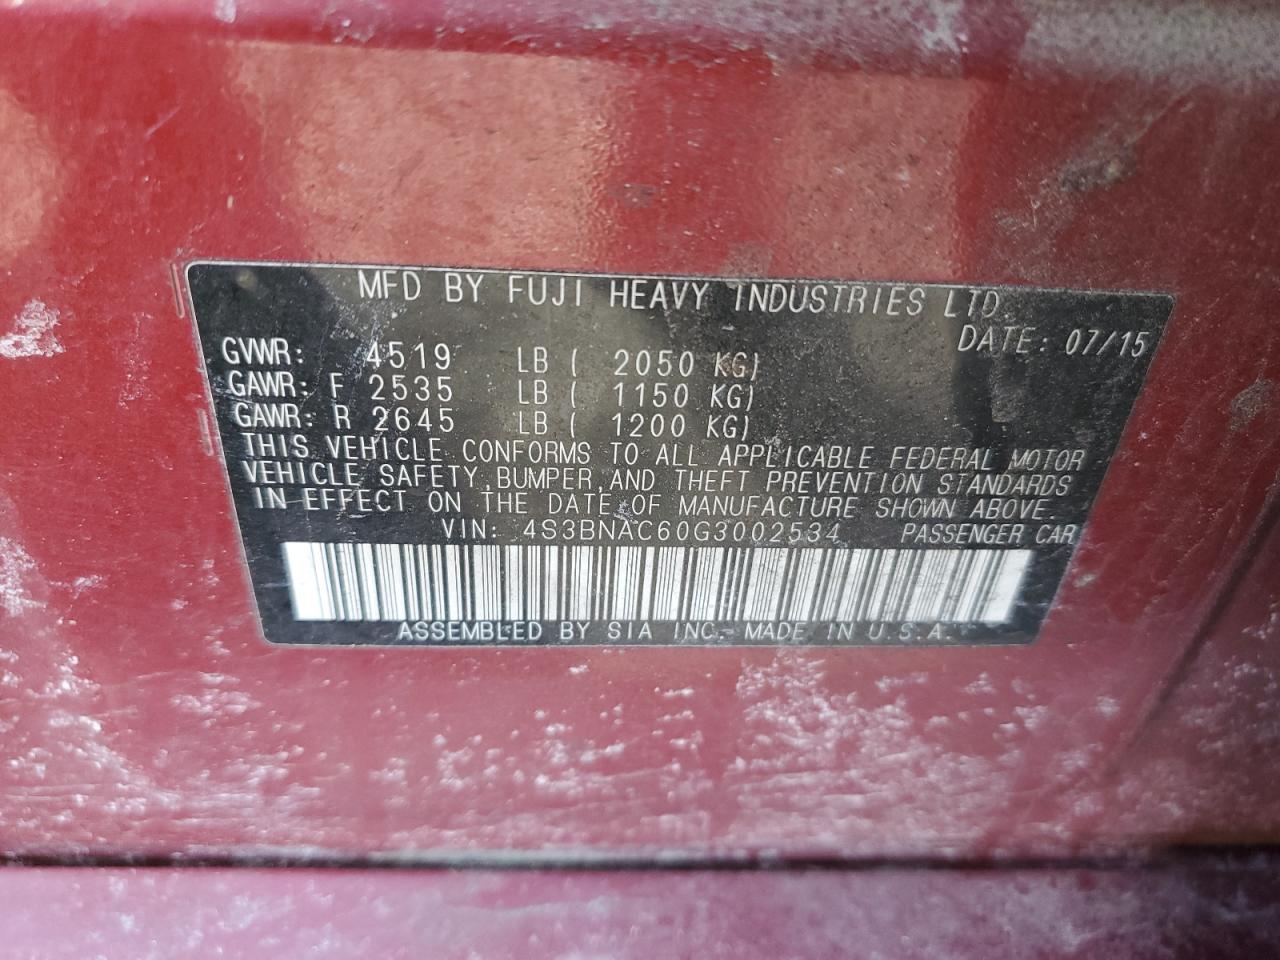 MFD BY FUJI HEAVY INDUSTRIES LTD.
DATE: 07/15
GVWR: 4519 LB ( 2050 KG)
GAWR: F 2535 LB ( 1150 KG)
GAWR: R 2645 LB ( 1200 KG)
THIS VEHICLE CONFORMS TO ALL APPLICABLE FEDERAL MOTOR
VEHICLE SAFETY, BUMPER, AND THEFT PREVENTION STANDARDS
IN EFFECT ON THE DATE OF MANUFACTURE SHOWN ABOVE.
VIN: 4S3BNAC60G3002534 PASSENGER CAR
ASSEMBLED BY SIA INC. MADE IN U.S.A.